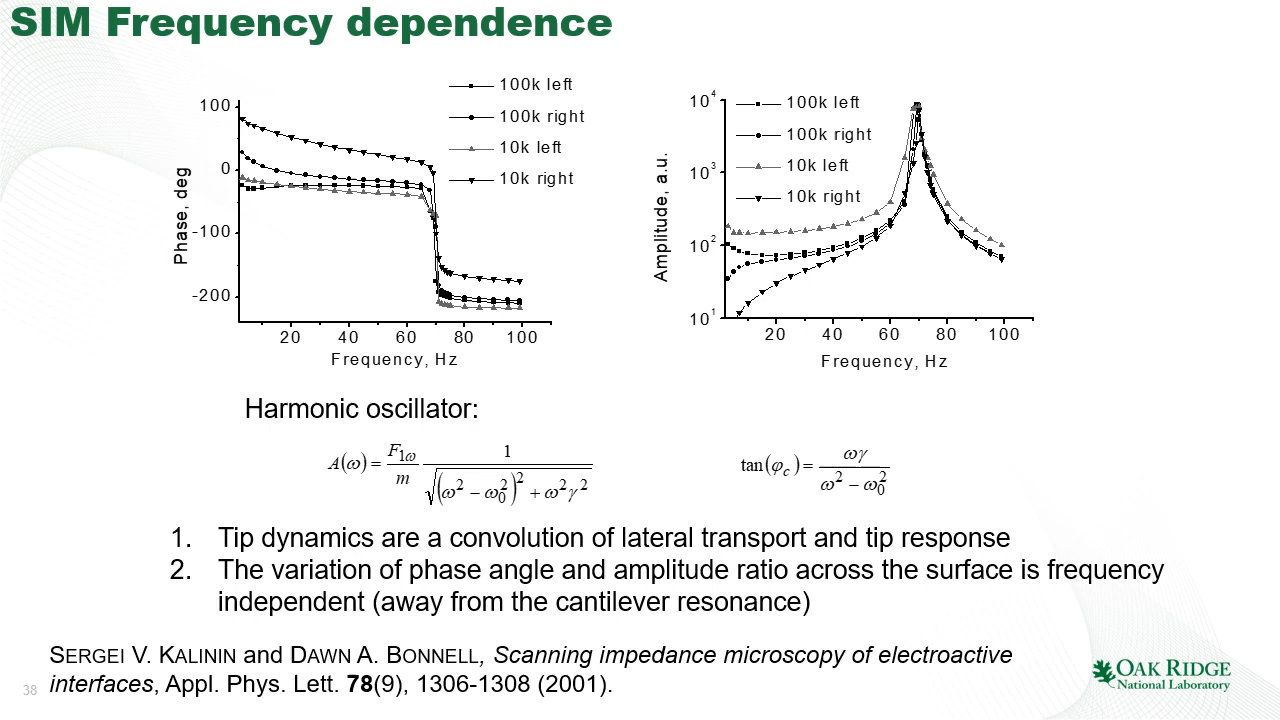 SIM Frequency dependence
100k left
100k right
10k left
10k right
100
0
-100
-200
Phase, deg
20 40 60 80 100
Frequency, Hz
100k left
100k right
10k left
10k right
10^4
10^3
10^2
10^1
Amplitude, a.u.
20 40 60 80 100
Frequency, Hz
Harmonic oscillator:
A(ω) = F_{1ω}/m 1/√((ω² − ω₀²)² + ω²γ²)
tan(φ_c) = ωγ/(ω² − ω₀²)
1. Tip dynamics are a convolution of lateral transport and tip response
2. The variation of phase angle and amplitude ratio across the surface is frequency
independent (away from the cantilever resonance)
SERGEI V. KALININ and DAWN A. BONNELL, Scanning impedance microscopy of electroactive
interfaces, Appl. Phys. Lett. 78(9), 1306-1308 (2001).
38
OAK RIDGE
National Laboratory